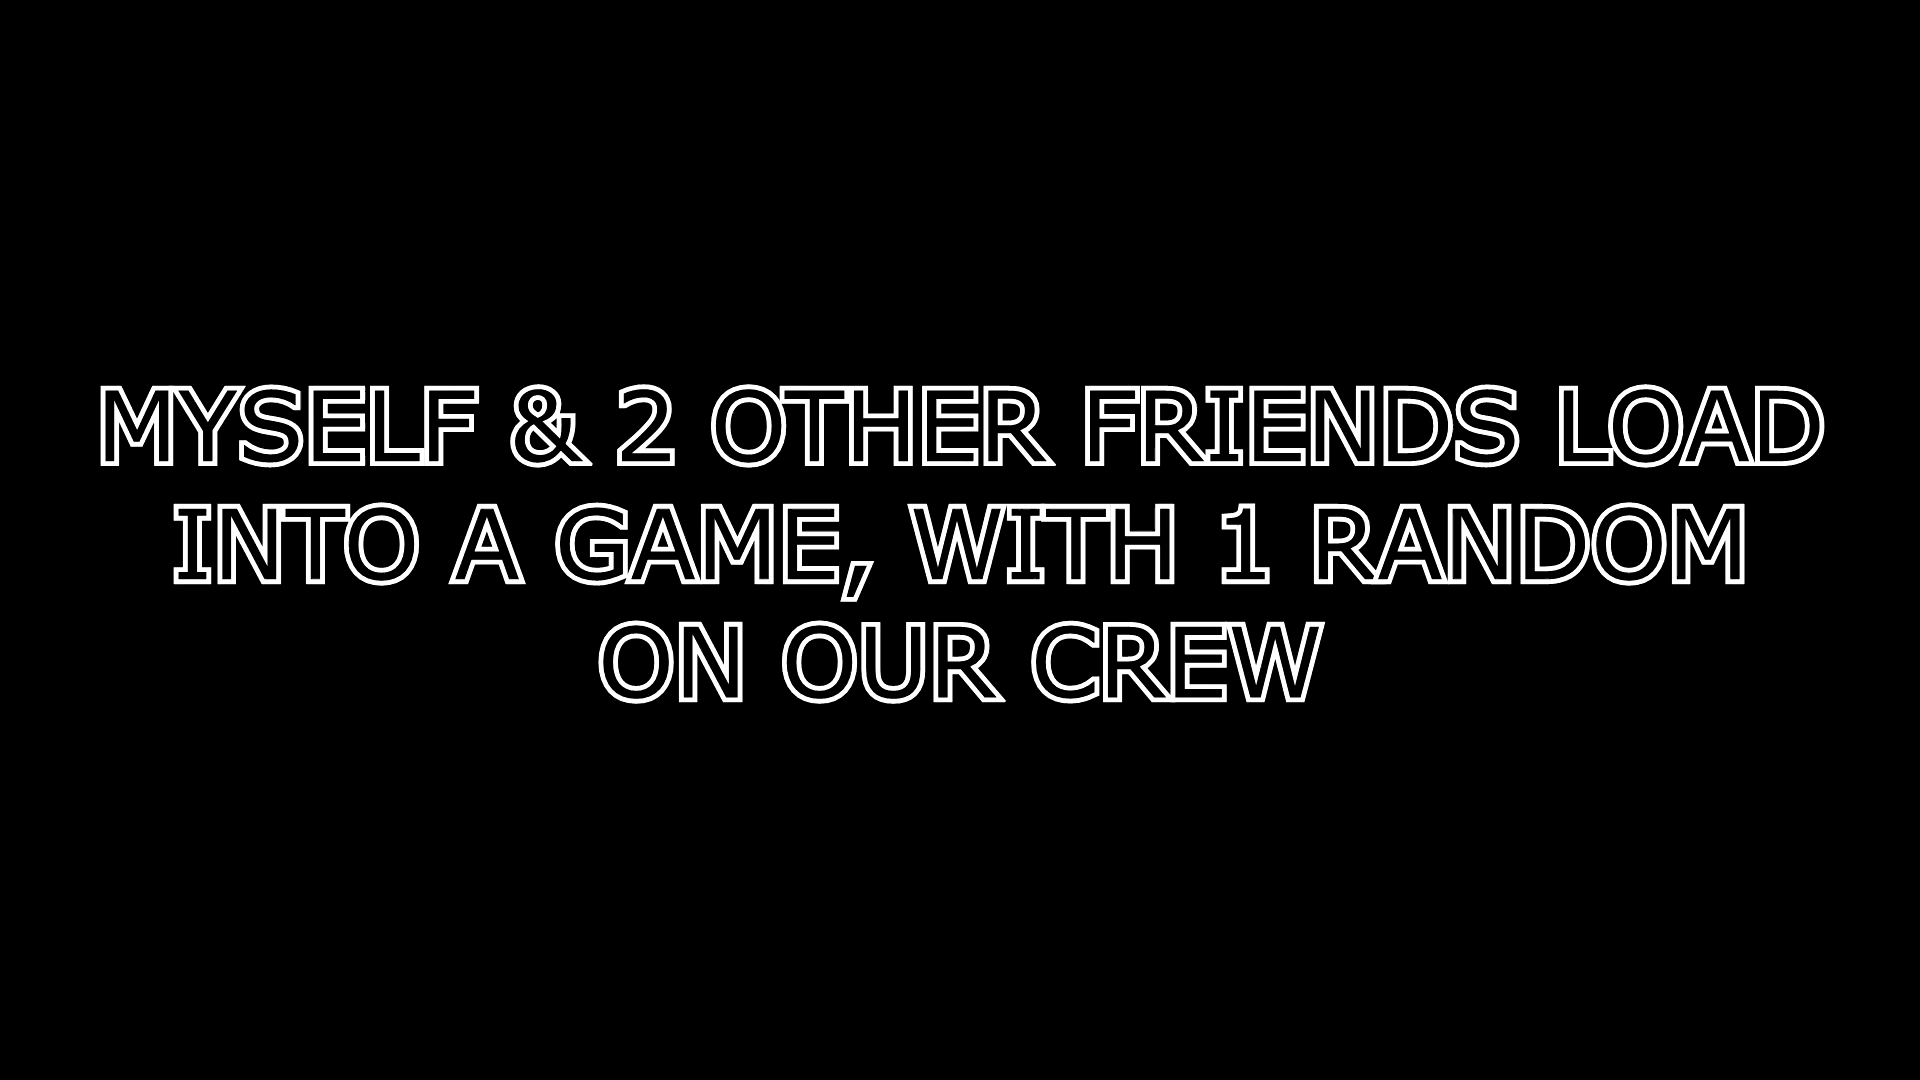 MYSELF & 2 OTHER FRIENDS LOAD
INTO A GAME, WITH 1 RANDOM
ON OUR CREW